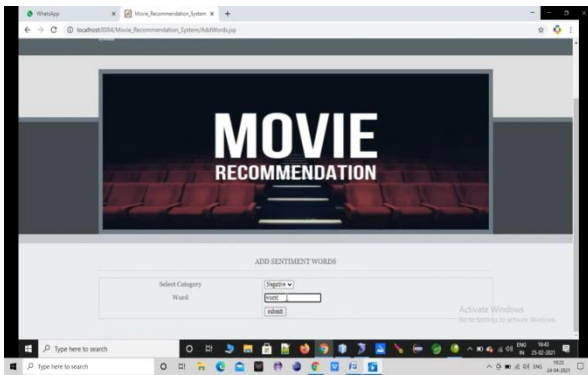 WhatsApp
Movie_Recommendation_System
localhost:8084/Movie_Recommendation_System/AddWords.jsp
MOVIE
RECOMMENDATION
ADD SENTIMENT WORDS
Select Category
Negative
Word
worst
submit
Activate Windows
Go to Settings to activate Windows.
Type here to search
ENG
IN
25-02-2021
Type here to search
ENG
24-04-2021